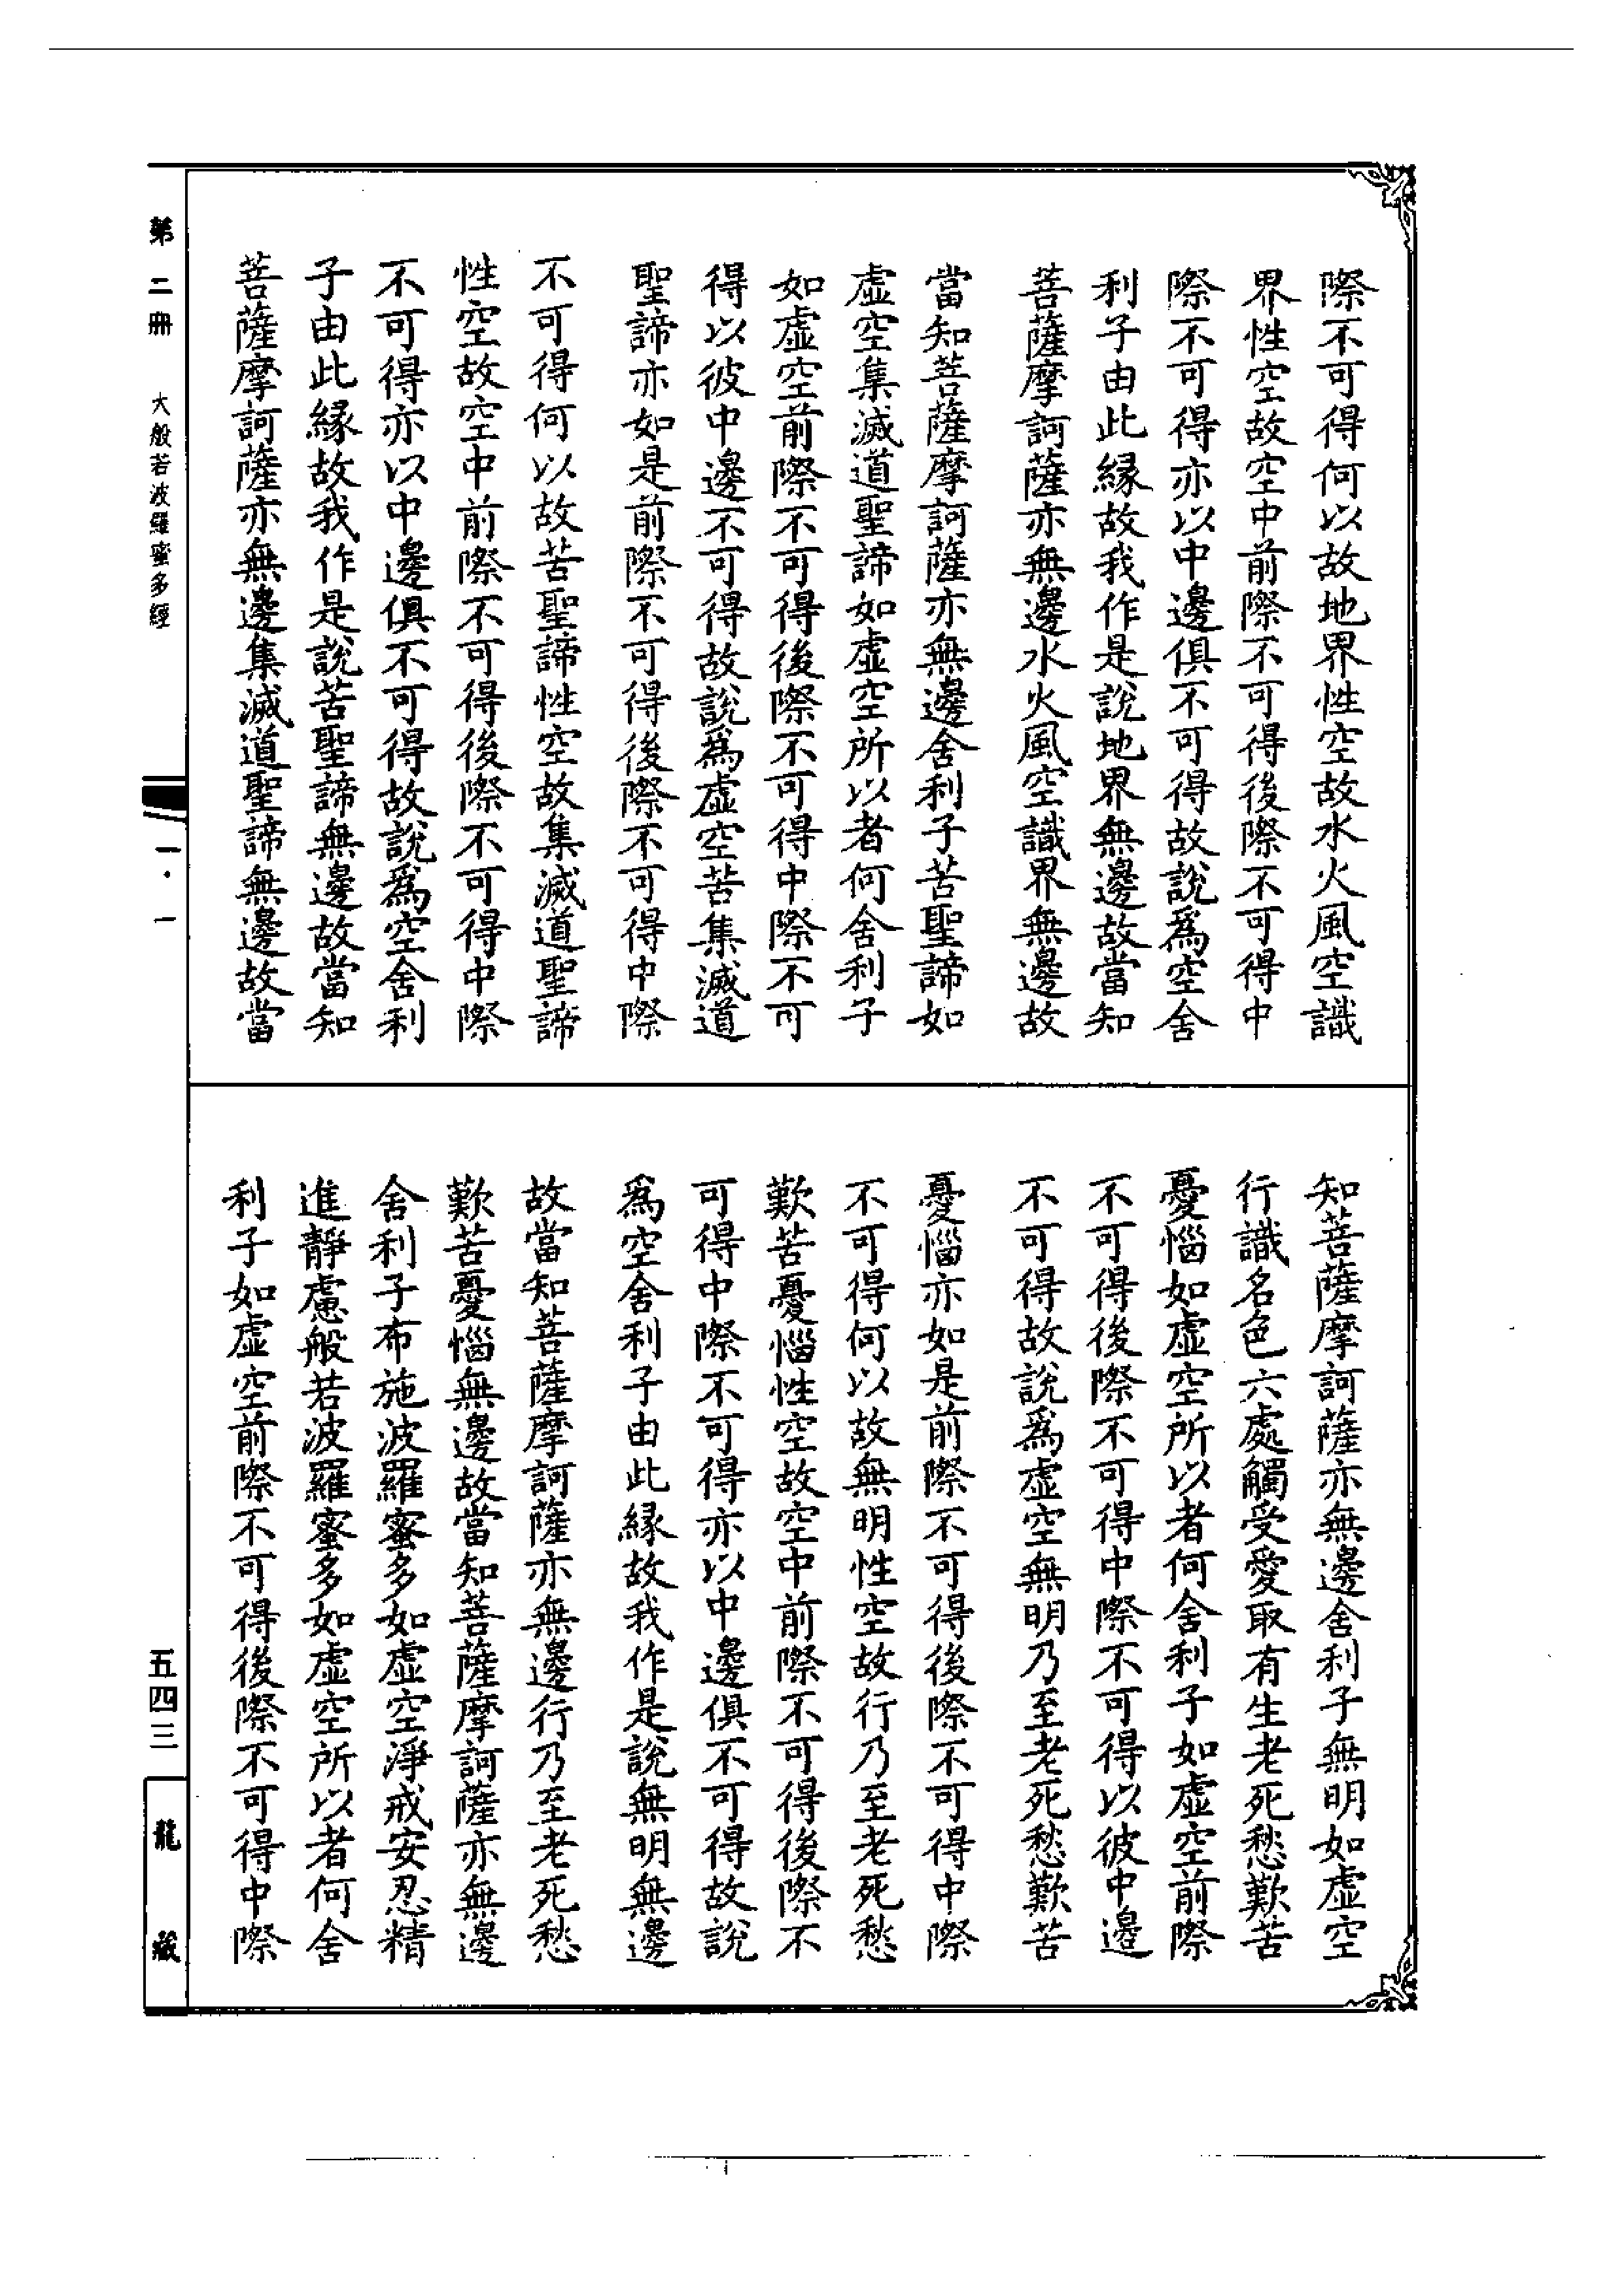 際不可得何以故地界性空故水火風空識
界性空故空中前際不可得後際不可得中
際不可得亦以中邊俱不可得故說爲空舍
利子由此緣故我作是說地界無邊故當知
菩薩摩訶薩亦無邊水火風空識界無邊故
當知菩薩摩訶薩亦無邊舍利子苦聖諦如
虛空集滅道聖諦如虛空所以者何舍利子
如虛空前際不可得後際不可得中際不可
得以彼中邊不可得故說爲虛空苦集滅道
聖諦亦如是前際不可得後際不可得中際
不可得何以故苦聖諦性空故集滅道聖諦
性空故空中前際不可得後際不可得中際
不可得亦以中邊俱不可得故說爲空舍利
子由此緣故我作是說苦聖諦無邊故當知
菩薩摩訶薩亦無邊集滅道聖諦無邊故當
知菩薩摩訶薩亦無邊舍利子無明如虛空
行識名色六處觸受愛取有生老死愁歎苦
憂惱如虛空所以者何舍利子如虛空前際
不可得後際不可得中際不可得以彼中邊
不可得故說爲虛空無明乃至老死愁歎苦
憂惱亦如是前際不可得後際不可得中際
不可得何以故無明性空故行乃至老死愁
歎苦憂惱性空故空中前際不可得後際不
可得中際不可得亦以中邊俱不可得故說
爲空舍利子由此緣故我作是說無明無邊
故當知菩薩摩訶薩亦無邊行乃至老死愁
歎苦憂惱無邊故當知菩薩摩訶薩亦無邊
舍利子布施波羅蜜多如虛空淨戒安忍精
進靜慮般若波羅蜜多如虛空所以者何舍
利子如虛空前際不可得後際不可得中際
第二冊 大般若波羅蜜多經 一·一 五四三 龍藏